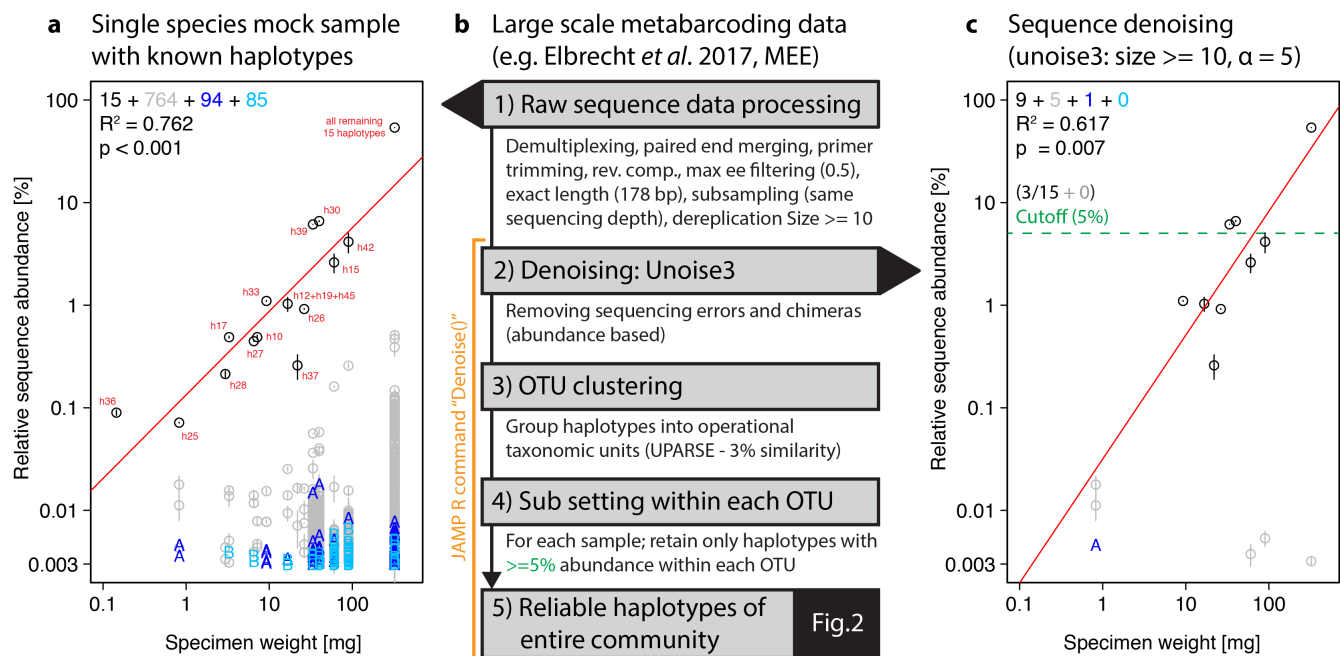 a Single species mock sample
with known haplotypes
100
10
1
0.1
0.01
0.003
Relative sequence abundance [%]
15 + 764 + 94 + 85
R² = 0.762
p < 0.001
all remaining
15 haplotypes
h30
h39
h42
h15
h33
h12+h19+h45
h26
h17
h10
h27
h37
h28
h36
h25
A
B
0.1
1
10
100
Specimen weight [mg]
b Large scale metabarcoding data
(e.g. Elbrecht et al. 2017, MEE)
1) Raw sequence data processing
Demultiplexing, paired end merging, primer
trimming, rev. comp., max ee filtering (0.5),
exact length (178 bp), subsampling (same
sequencing depth), dereplication Size >= 10
2) Denoising: Unoise3
Removing sequencing errors and chimeras
(abundance based)
3) OTU clustering
Group haplotypes into operational
taxonomic units (UPARSE - 3% similarity)
4) Sub setting within each OTU
For each sample; retain only haplotypes with
>=5% abundance within each OTU
5) Reliable haplotypes of
entire community
Fig.2
JAMP R command "Denoise()"
c Sequence denoising
(unoise3: size >= 10, α = 5)
100
10
1
0.1
0.01
0.003
Relative sequence abundance [%]
9 + 5 + 1 + 0
R² = 0.617
p = 0.007
(3/15 + 0)
Cutoff (5%)
A
0.1
1
10
100
Specimen weight [mg]